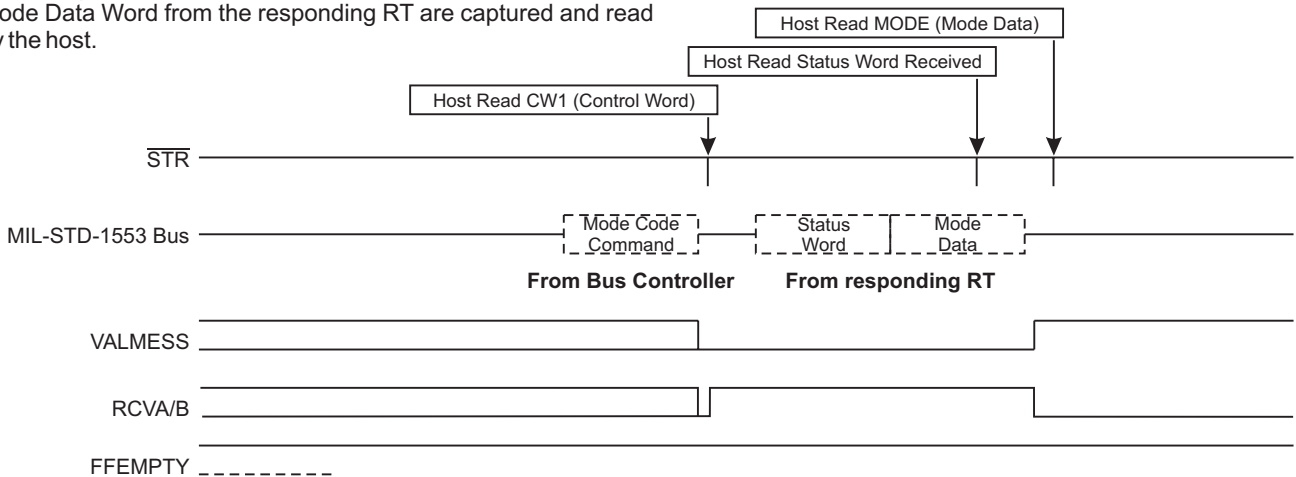 ode Data Word from the responding RT are captured and read
the host.
Host Read MODE (Mode Data)
Host Read Status Word Received
Host Read CW1 (Control Word)
STR
MIL-STD-1553 Bus
Mode Code
Command
Status
Word
Mode
Data
From Bus Controller
From responding RT
VALMESS
RCVA/B
FFEMPTY